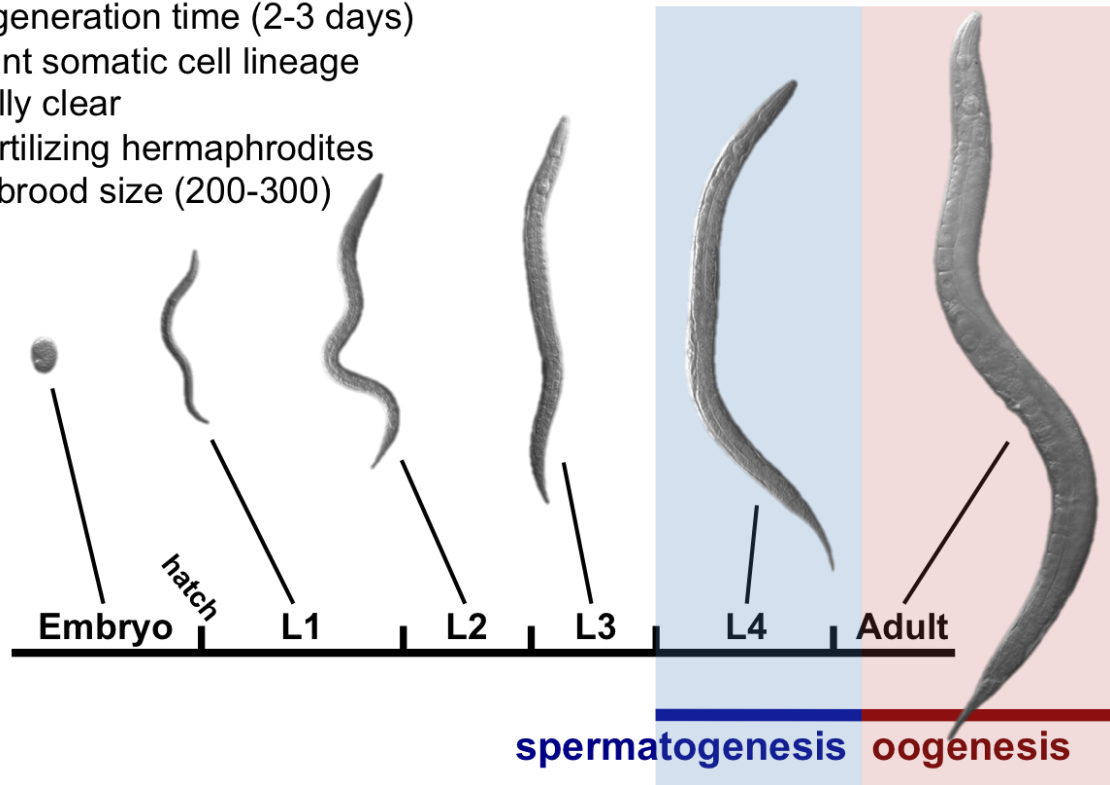 generation time (2-3 days)
nt somatic cell lineage
lly clear
rtilizing hermaphrodites
brood size (200-300)
hatch
Embryo L1 L2 L3 L4 Adult
spermatogenesis oogenesis